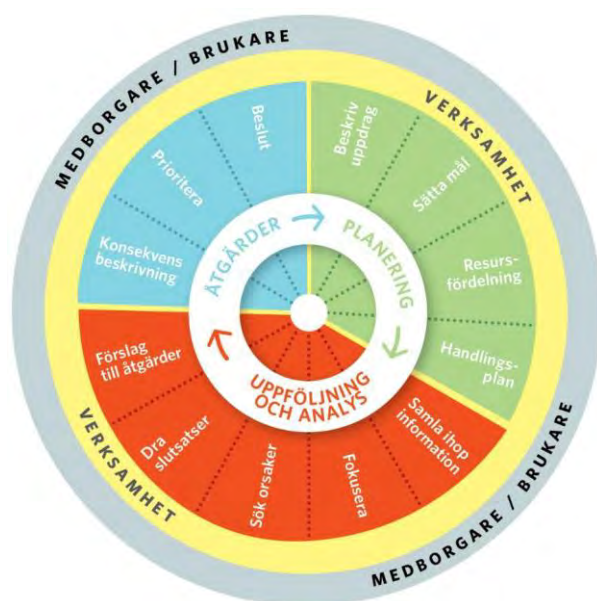 MEDBORGARE / BRUKARE
VERKSAMHET
Beskriv
uppdrag
Sätta mål
Resurs-
fördelning
Handlings-
plan
Samla ihop
information
Fokusera
Sök orsaker
Dra
slutsatser
Förslag
till åtgärder
Konsekvens
beskrivning
Prioritera
Beslut
ÅTGÄRDER
PLANERING
UPPFÖLJNING
OCH ANALYS
VERKSAMHET
MEDBORGARE / BRUKARE